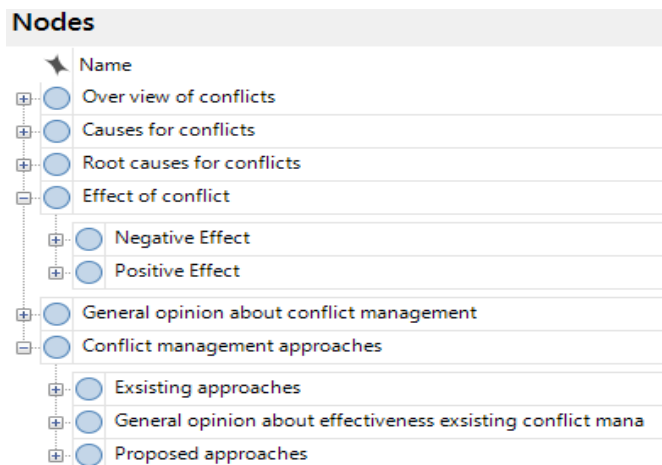 Nodes
Name
Over view of conflicts
Causes for conflicts
Root causes for conflicts
Effect of conflict
Negative Effect
Positive Effect
General opinion about conflict management
Conflict management approaches
Exsisting approaches
General opinion about effectiveness exsisting conflict mana
Proposed approaches